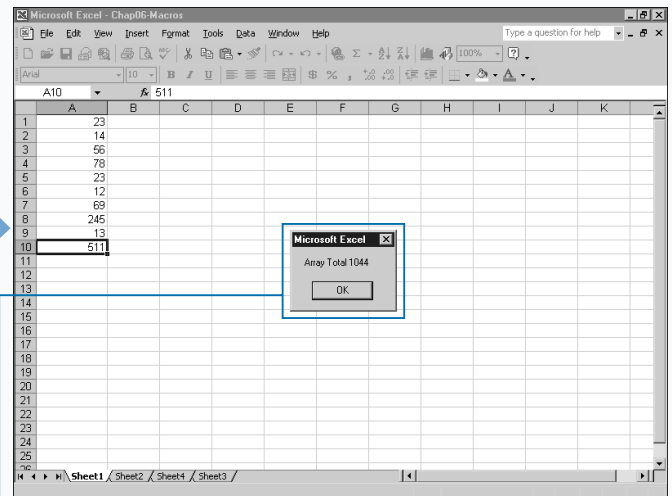 Microsoft Excel - Chap06-Macros
File Edit View Insert Format Tools Data Window Help
Type a question for help
100%
Arial 10 B I U $ % ,
A10 fx 511
A B C D E F G H I J K
1 23
2 14
3 56
4 78
5 23
6 12
7 69
8 245
9 13
10 511
11
12
13
14
15
16
17
18
19
20
21
22
23
24
25
Microsoft Excel
Array Total 1044
OK
Sheet1 Sheet2 Sheet4 Sheet3